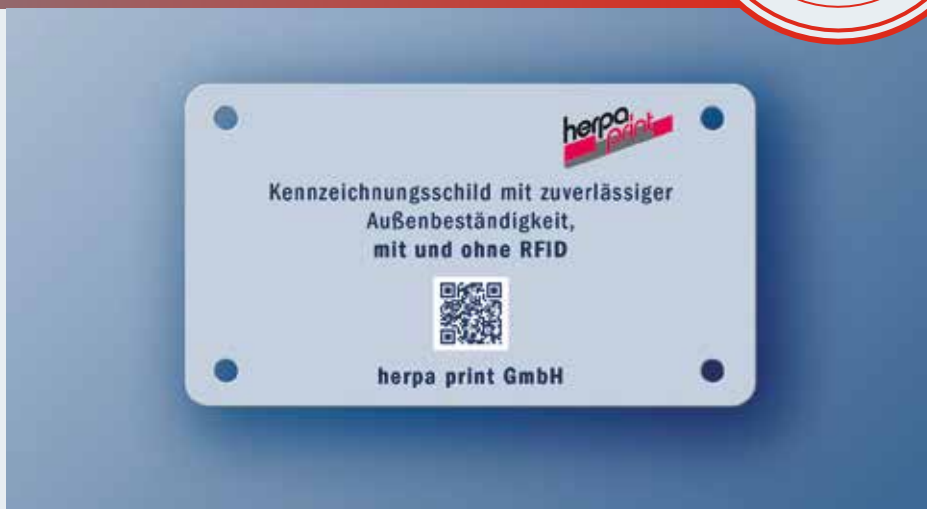 herpa
print
Kennzeichnungsschild mit zuverlässiger
Außenbeständigkeit,
mit und ohne RFID
herpa print GmbH